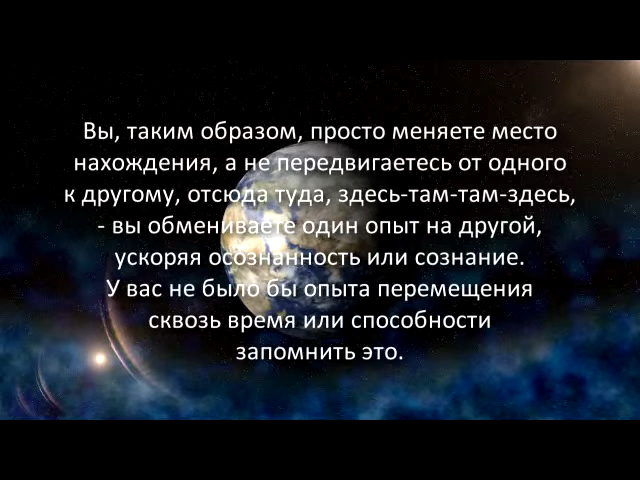 Вы, таким образом, просто меняете место
нахождения, а не передвигаетесь от одного
к другому, отсюда туда, здесь-там-там-здесь,
- вы обмениваете один опыт на другой,
ускоряя осознанность или сознание.
У вас не было бы опыта перемещения
сквозь время или способности
запомнить это.